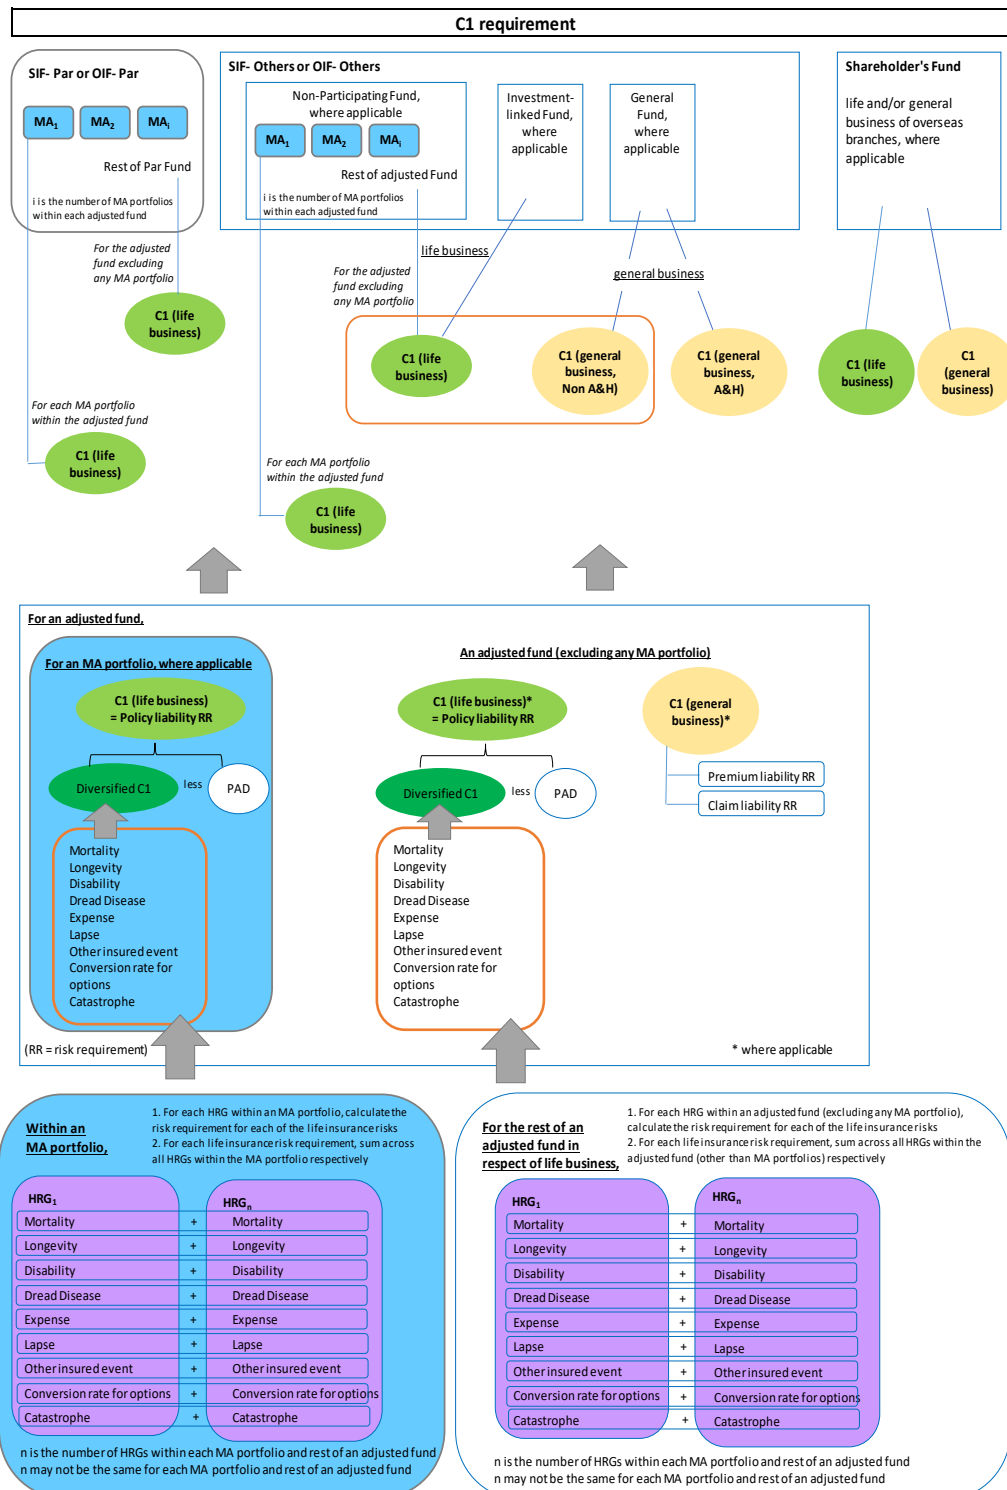 C1 requirement
SIF- Par or OIF- Par
MA1
MA2
MAi
Rest of Par Fund
i is the number of MA portfolios
within each adjusted fund
For the adjusted
fund excluding
any MA portfolio
C1 (life
business)
For each MA portfolio
within the adjusted fund
C1 (life
business)
SIF- Others or OIF- Others
Non-Participating Fund,
where applicable
MA1
MA2
MAi
Rest of adjusted Fund
i is the number of MA portfolios
within each adjusted fund
Investment-
linked Fund,
where
applicable
General
Fund,
where
applicable
life business
For the adjusted
fund excluding
any MA portfolio
general business
C1 (life
business)
C1 (general
business,
Non A&H)
C1 (general
business,
A&H)
For each MA portfolio
within the adjusted fund
C1 (life
business)
Shareholder's Fund
life and/or general
business of overseas
branches, where
applicable
C1 (life
business)
C1
(general
business)
For an adjusted fund,
For an MA portfolio, where applicable
C1 (life business)
= Policy liability RR
Diversified C1
less
PAD
Mortality
Longevity
Disability
Dread Disease
Expense
Lapse
Other insured event
Conversion rate for
options
Catastrophe
(RR = risk requirement)
An adjusted fund (excluding any MA portfolio)
C1 (life business)*
= Policy liability RR
Diversified C1
less
PAD
Mortality
Longevity
Disability
Dread Disease
Expense
Lapse
Other insured event
Conversion rate for
options
Catastrophe
C1 (general
business)*
Premium liability RR
Claim liability RR
* where applicable
Within an
MA portfolio,
1. For each HRG within an MA portfolio, calculate the
risk requirement for each of the life insurance risks
2. For each life insurance risk requirement, sum across
all HRGs within the MA portfolio respectively
HRG1 HRGn
Mortality + Mortality
Longevity + Longevity
Disability + Disability
Dread Disease + Dread Disease
Expense + Expense
Lapse + Lapse
Other insured event + Other insured event
Conversion rate for options + Conversion rate for options
Catastrophe + Catastrophe
n is the number of HRGs within each MA portfolio and rest of an adjusted fund
n may not be the same for each MA portfolio and rest of an adjusted fund
For the rest of an
adjusted fund in
respect of life business,
1. For each HRG within an adjusted fund (excluding any MA portfolio),
calculate the risk requirement for each of the life insurance risks
2. For each life insurance risk requirement, sum across all HRGs within the
adjusted fund (other than MA portfolios) respectively
HRG1 HRGn
Mortality + Mortality
Longevity + Longevity
Disability + Disability
Dread Disease + Dread Disease
Expense + Expense
Lapse + Lapse
Other insured event + Other insured event
Conversion rate for options + Conversion rate for options
Catastrophe + Catastrophe
n is the number of HRGs within each MA portfolio and rest of an adjusted fund
n may not be the same for each MA portfolio and rest of an adjusted fund